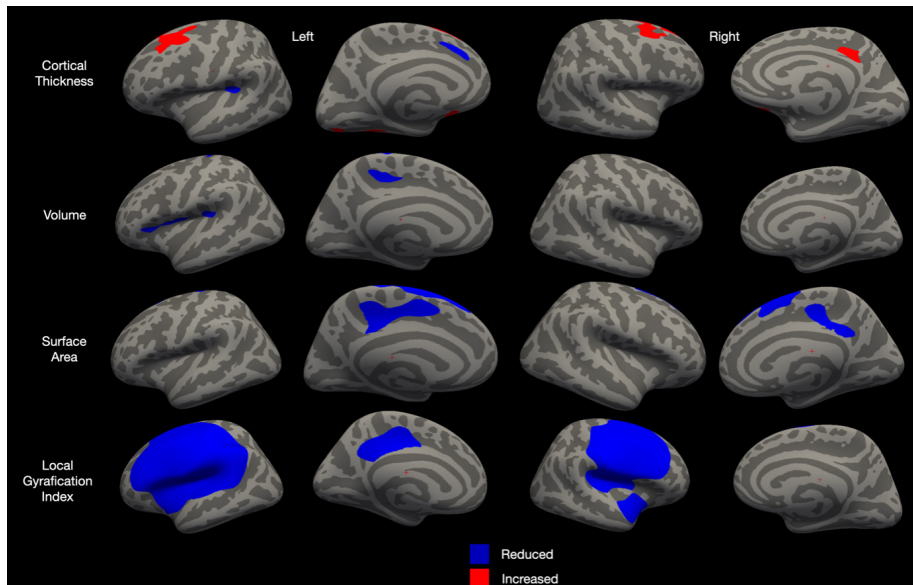 Left
Right
Cortical
Thickness
Volume
Surface
Area
Local
Gyrafication
Index
Reduced
Increased